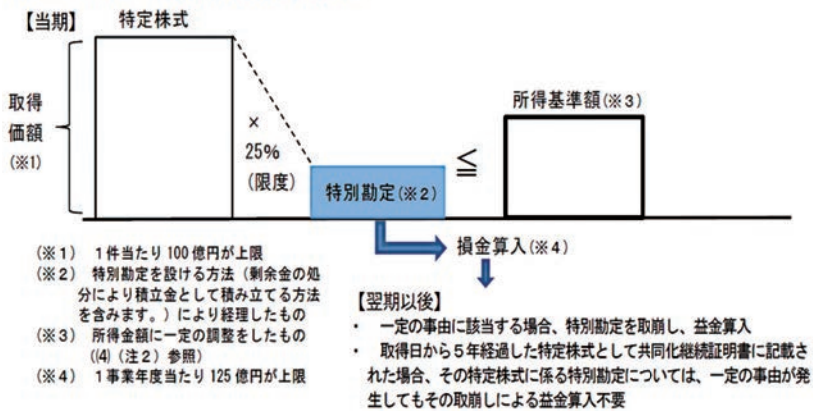 【当期】
特定株式
取得
価額
(※1)
×
25%
(限度)
特別勘定(※2)
≦
所得基準額(※3)
損金算入(※4)
(※1) 1件当たり100億円が上限
(※2) 特別勘定を設ける方法(剰余金の処
分により積立金として積み立てる方法
を含みます。)により経理したもの
(※3) 所得金額に一定の調整をしたもの
((4)(注2)参照)
(※4) 1事業年度当たり125億円が上限
【翌期以後】
・ 一定の事由に該当する場合、特別勘定を取崩し、益金算入
・ 取得日から5年経過した特定株式として共同化継続証明書に記載さ
れた場合、その特定株式に係る特別勘定については、一定の事由が発
生してもその取崩しによる益金算入不要